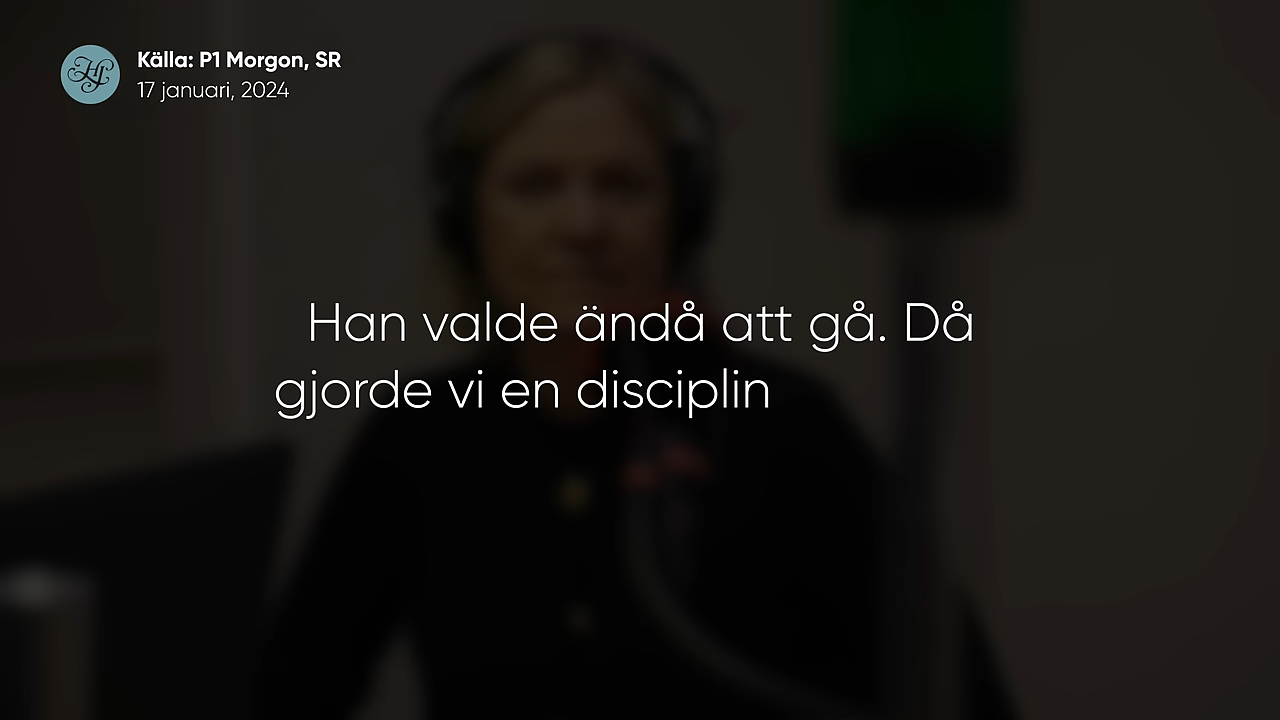 Källa: P1 Morgon, SR
17 januari, 2024
Han valde ändå att gå. Då
gjorde vi en disciplin